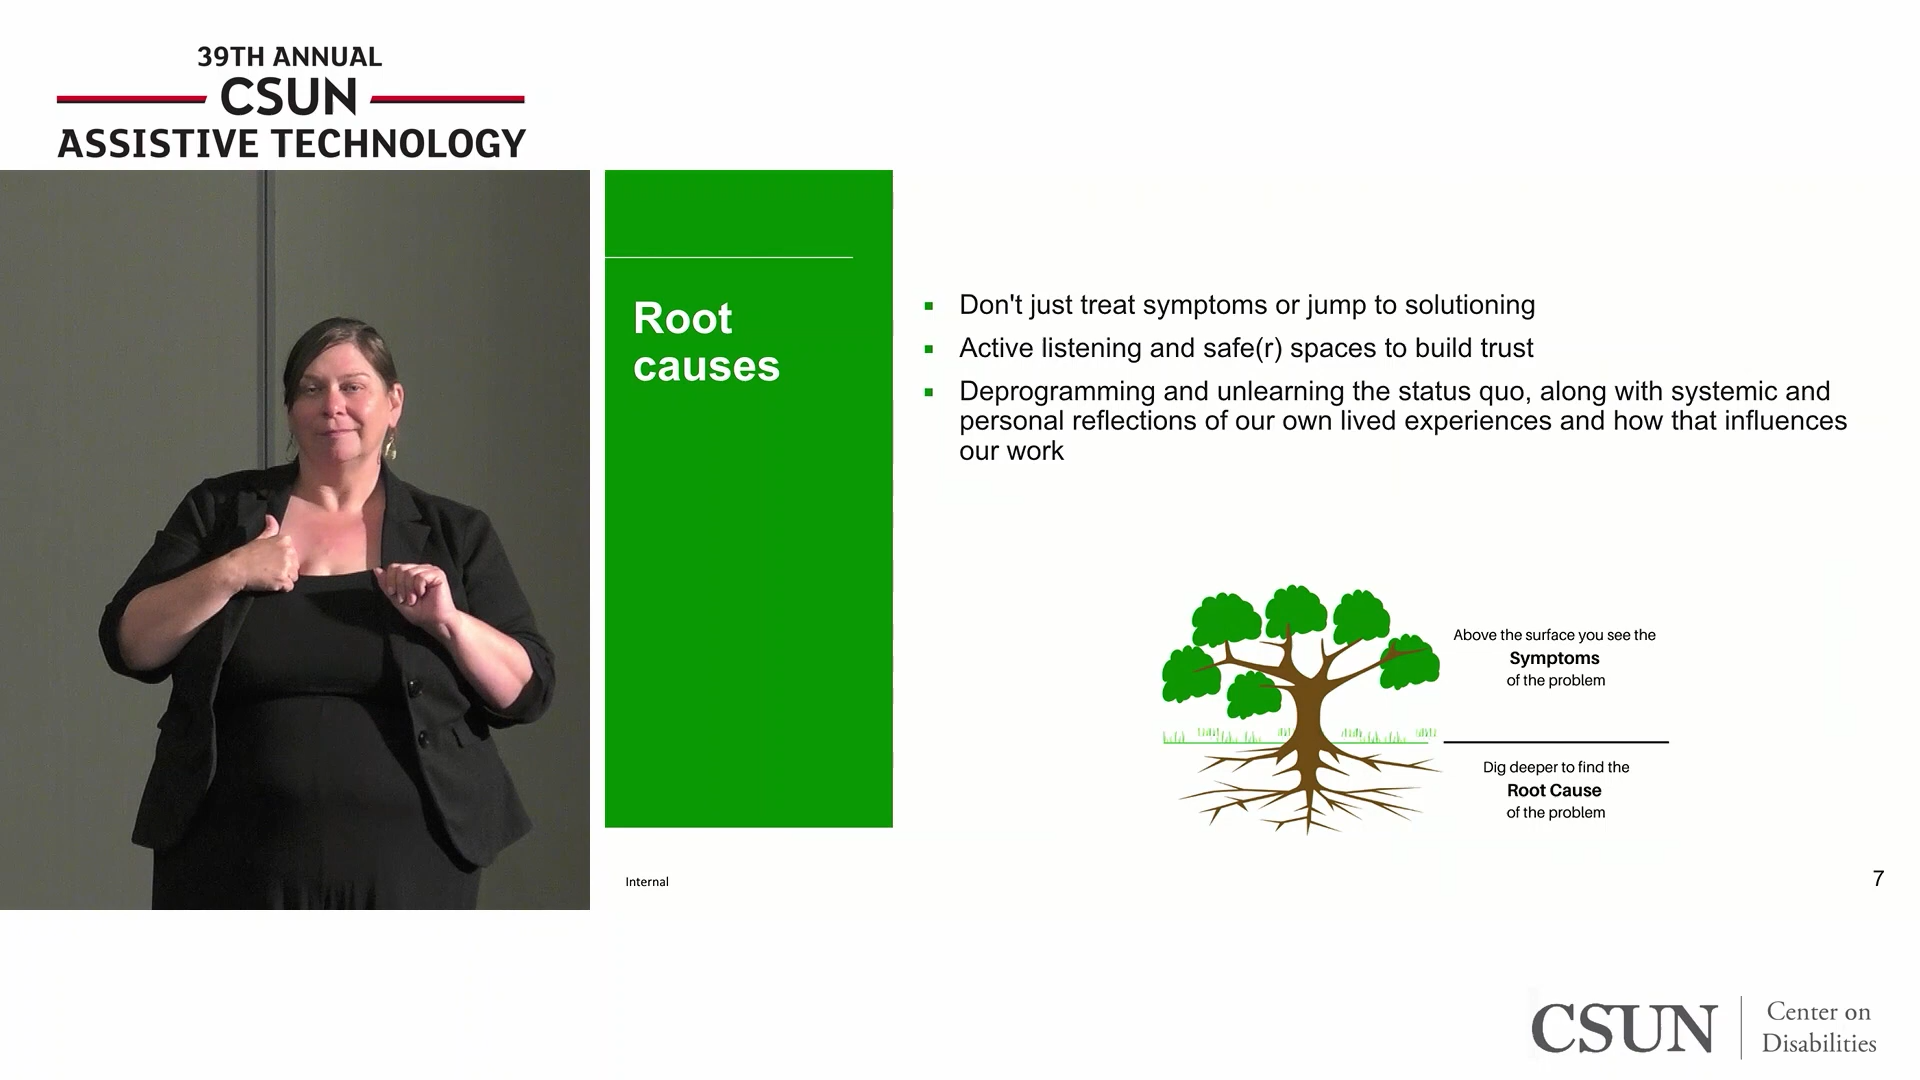 39TH ANNUAL
CSUN
ASSISTIVE TECHNOLOGY
Root
causes
Don't just treat symptoms or jump to solutioning
Active listening and safe(r) spaces to build trust
Deprogramming and unlearning the status quo, along with systemic and
personal reflections of our own lived experiences and how that influences
our work
Above the surface you see the
Symptoms
of the problem
Dig deeper to find the
Root Cause
of the problem
Internal
7
CSUN
Center on
Disabilities